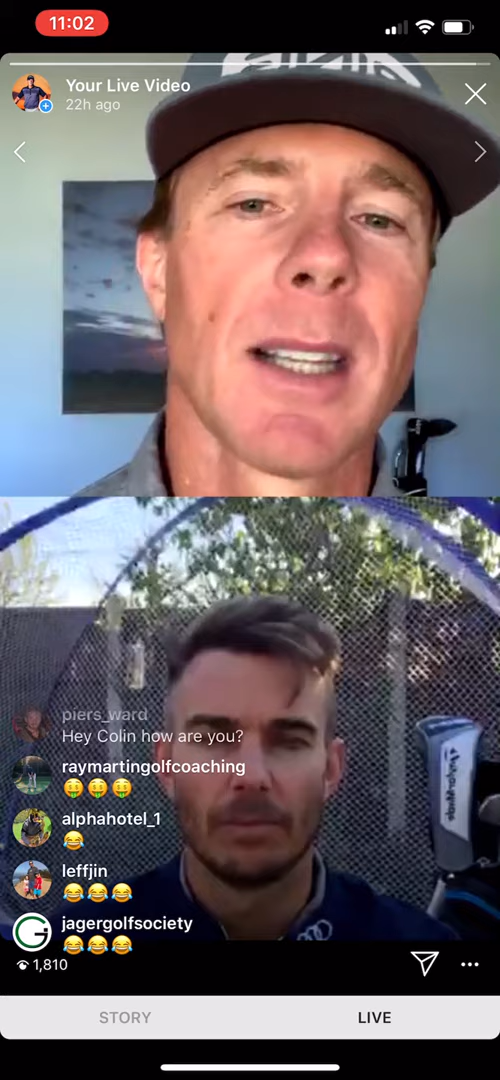 11:02
Your Live Video
22h ago
piers_ward
Hey Colin how are you?
raymartingolfcoaching
alphahotel_1
leffjin
jagergolfsociety
1,810
STORY
LIVE